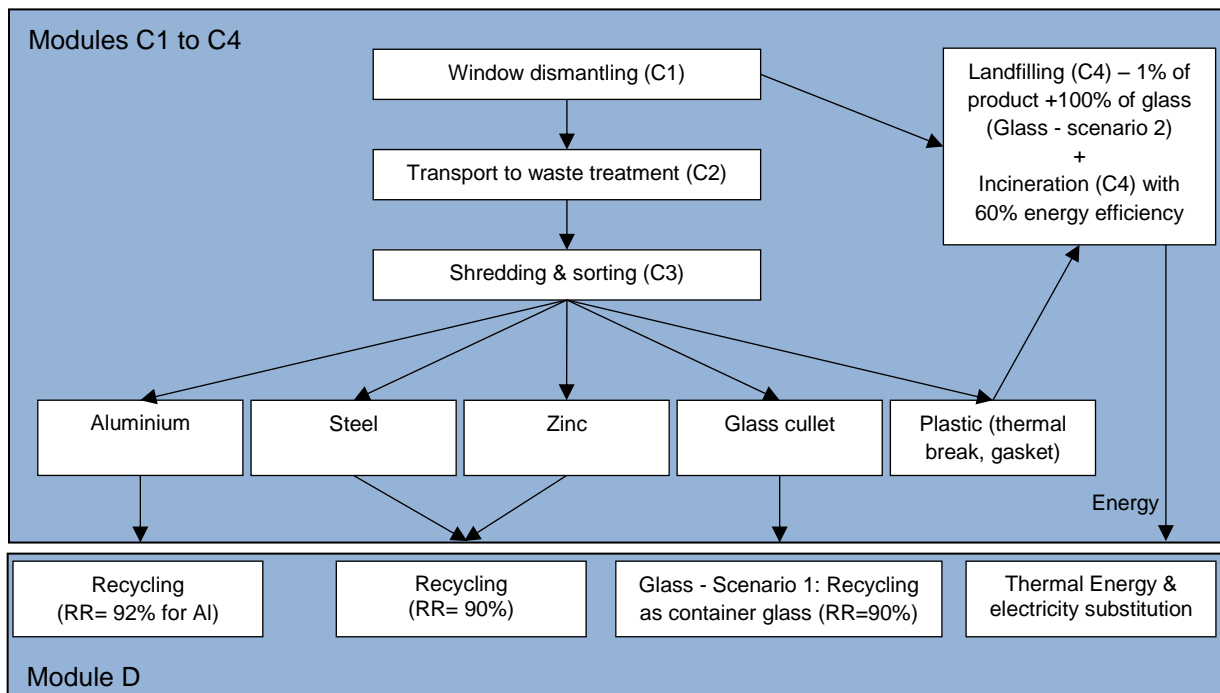 Modules C1 to C4
Window dismantling (C1)
Landfilling (C4) – 1% of
product +100% of glass
(Glass - scenario 2)
+
Incineration (C4) with
60% energy efficiency
Transport to waste treatment (C2)
Shredding & sorting (C3)
Aluminium
Steel
Zinc
Glass cullet
Plastic (thermal
break, gasket)
Energy
Recycling
(RR= 92% for Al)
Recycling
(RR= 90%)
Glass - Scenario 1: Recycling
as container glass (RR=90%)
Thermal Energy &
electricity substitution
Module D